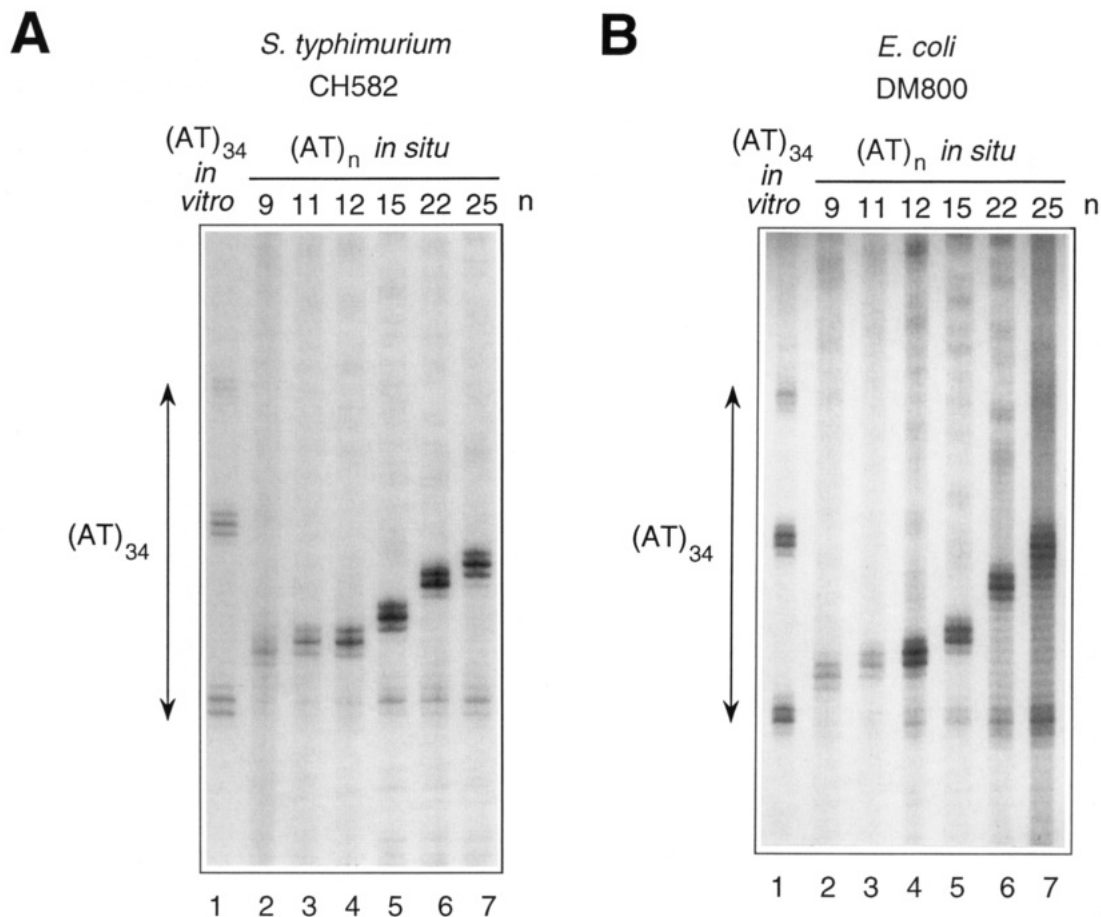 A
S. typhimurium
CH582
(AT)34
in
vitro
(AT)n in situ
9 11 12 15 22 25 n
(AT)34
1 2 3 4 5 6 7
B
E. coli
DM800
(AT)34
in
vitro
(AT)n in situ
9 11 12 15 22 25 n
(AT)34
1 2 3 4 5 6 7